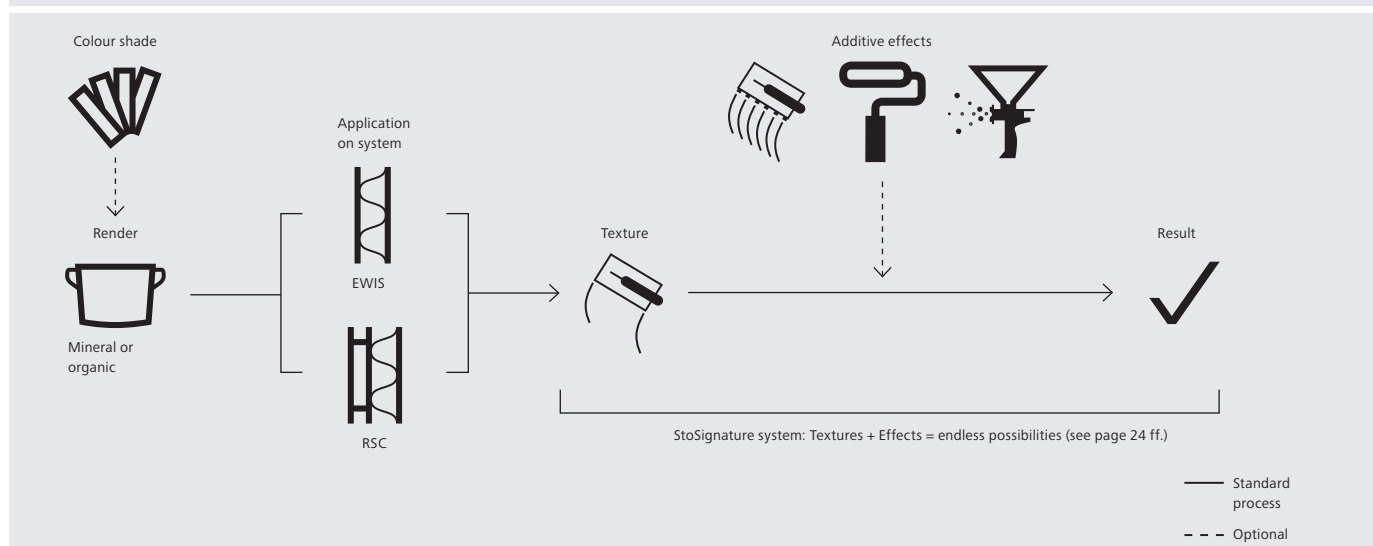 Colour shade
Additive effects
Application
on system
Render
Texture
Result
EWIS
Mineral or
organic
RSC
StoSignature system: Textures + Effects = endless possibilities (see page 24 ff.)
Standard
process
Optional